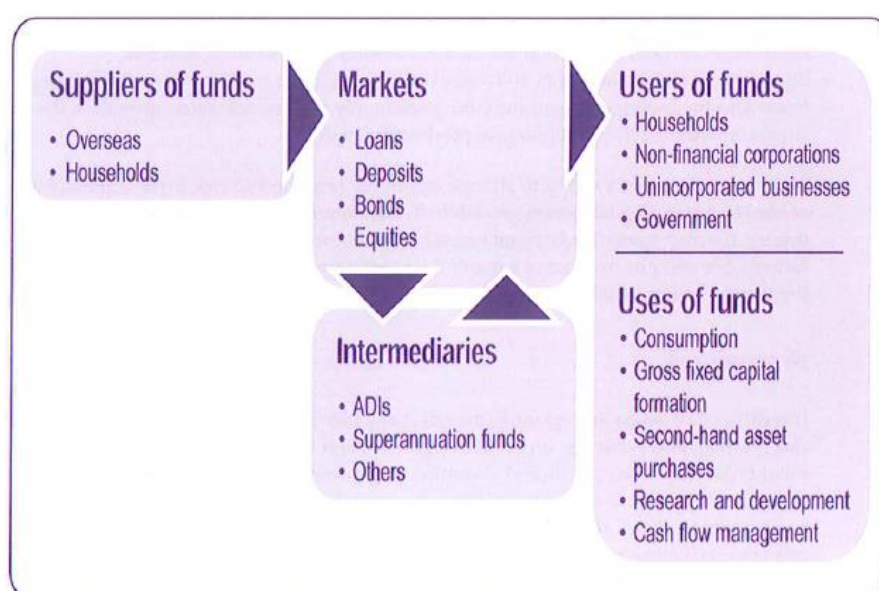 Suppliers of funds
• Overseas
• Households
Markets
• Loans
• Deposits
• Bonds
• Equities
Intermediaries
• ADIs
• Superannuation funds
• Others
Users of funds
• Households
• Non-financial corporations
• Unincorporated businesses
• Government
Uses of funds
• Consumption
• Gross fixed capital
formation
• Second-hand asset
purchases
• Research and development
• Cash flow management